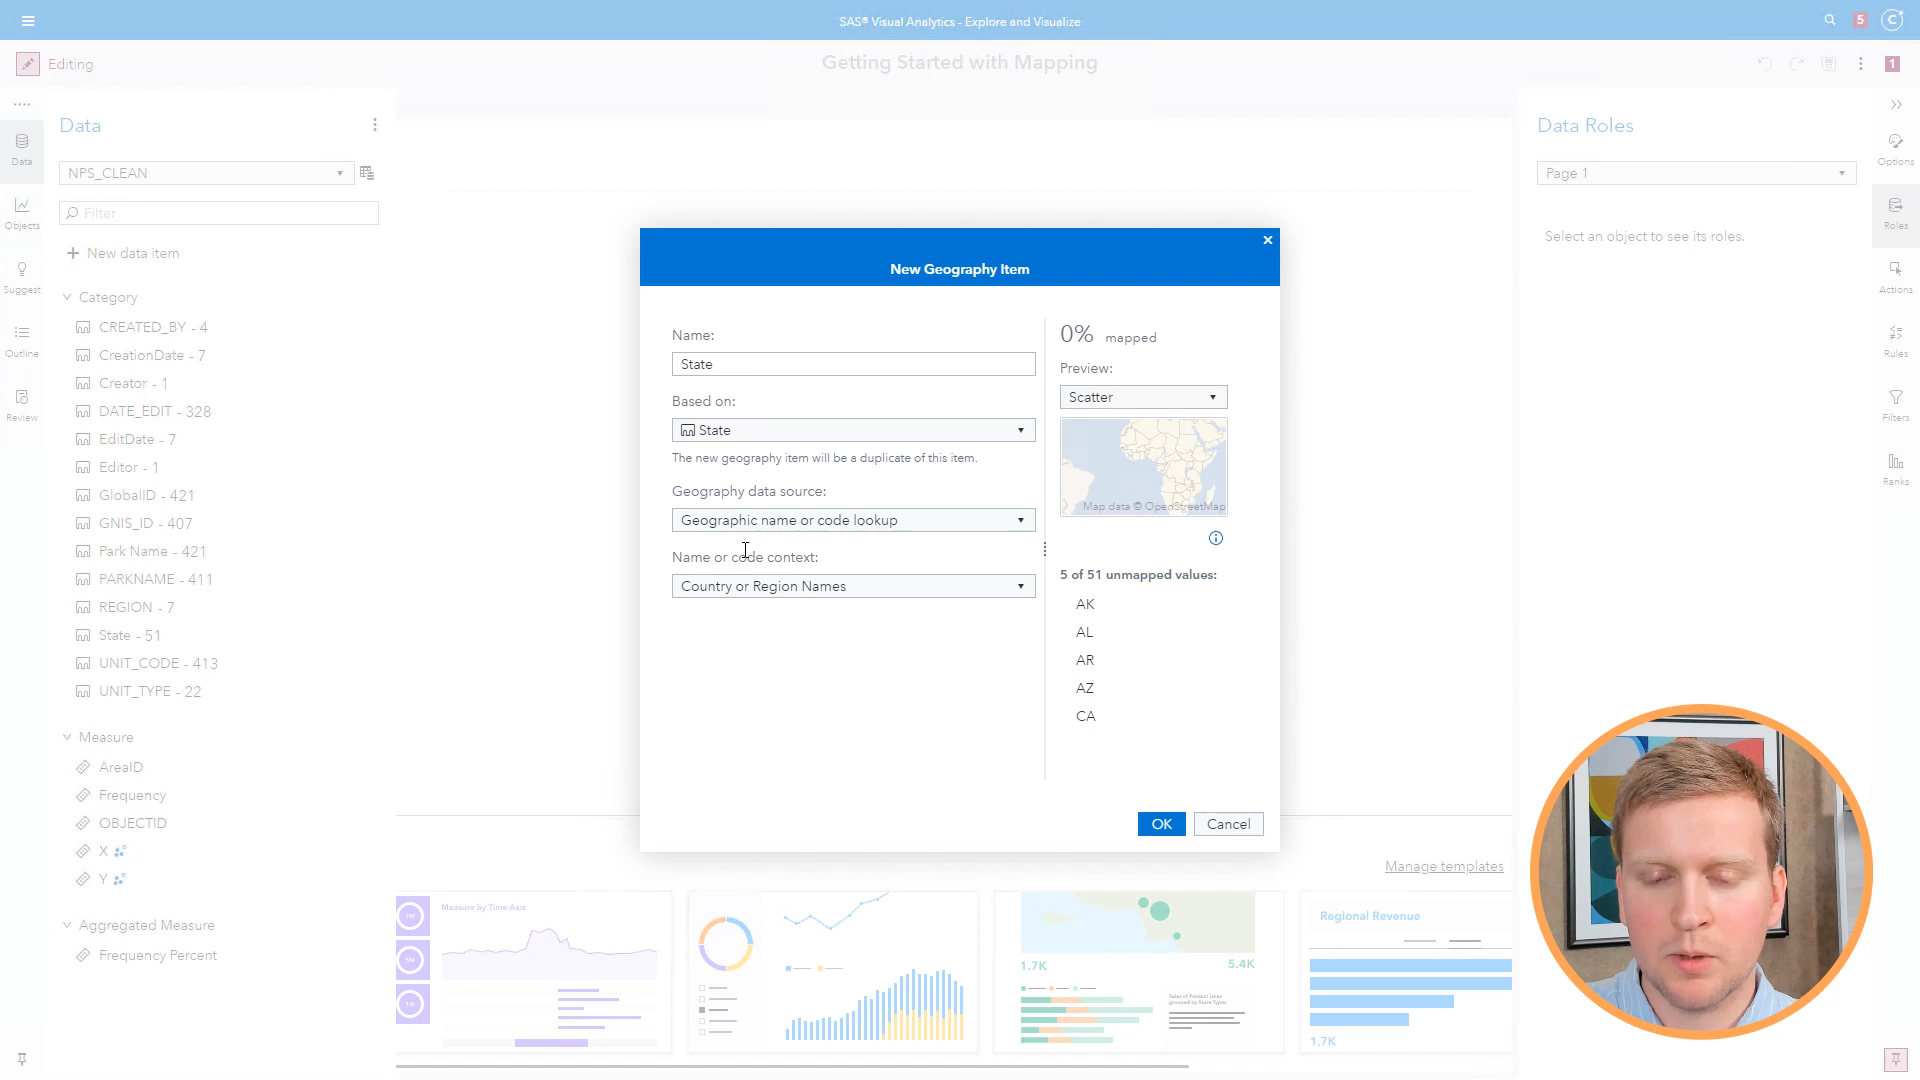 SAS® Visual Analytics - Explore and Visualize
5
C
Editing
Getting Started with Mapping
1
Data
Objects
Suggest
Outline
Review
Data
NPS_CLEAN
Filter
New data item
Category
CREATED_BY - 4
CreationDate - 7
Creator - 1
DATE_EDIT - 328
EditDate - 7
Editor - 1
GlobalID - 421
GNIS_ID - 407
Park Name - 421
PARKNAME - 411
REGION - 7
State - 51
UNIT_CODE - 413
UNIT_TYPE - 22
Measure
AreaID
Frequency
OBJECTID
X
Y
Aggregated Measure
Frequency Percent
New Geography Item
Name:
State
Based on:
State
The new geography item will be a duplicate of this item.
Geography data source:
Geographic name or code lookup
Name or code context:
Country or Region Names
0% mapped
Preview:
Scatter
Map data © OpenStreetMap
5 of 51 unmapped values:
AK
AL
AR
AZ
CA
OK
Cancel
Manage templates
Measure by Time Axis
1.7K
5.4K
Regional Revenue
1.7K
Data Roles
Page 1
Select an object to see its roles.
Options
Roles
Actions
Rules
Filters
Ranks